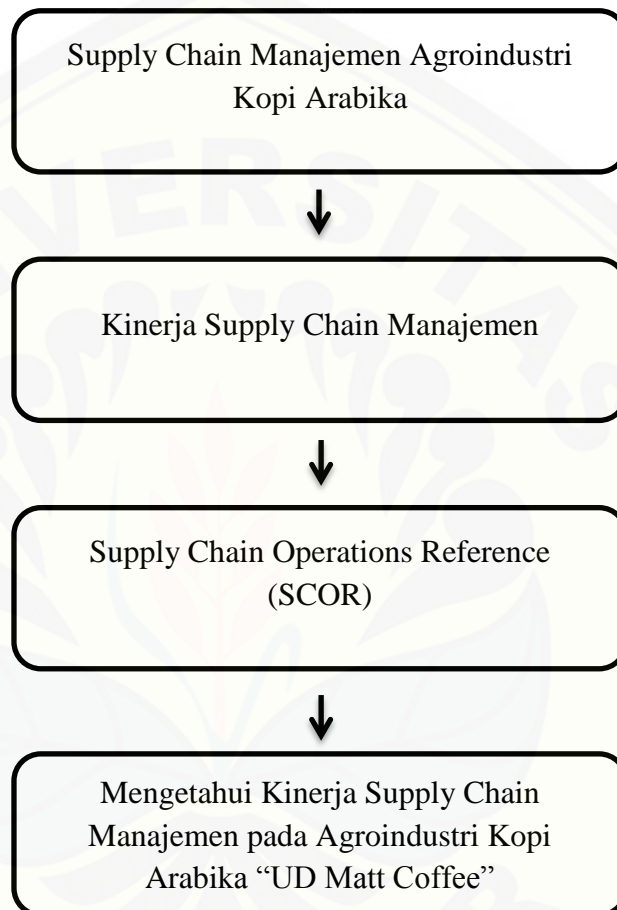 Supply Chain Manajemen Agroindustri
Kopi Arabika
Kinerja Supply Chain Manajemen
Supply Chain Operations Reference
(SCOR)
Mengetahui Kinerja Supply Chain
Manajemen pada Agroindustri Kopi
Arabika “UD Matt Coffee”